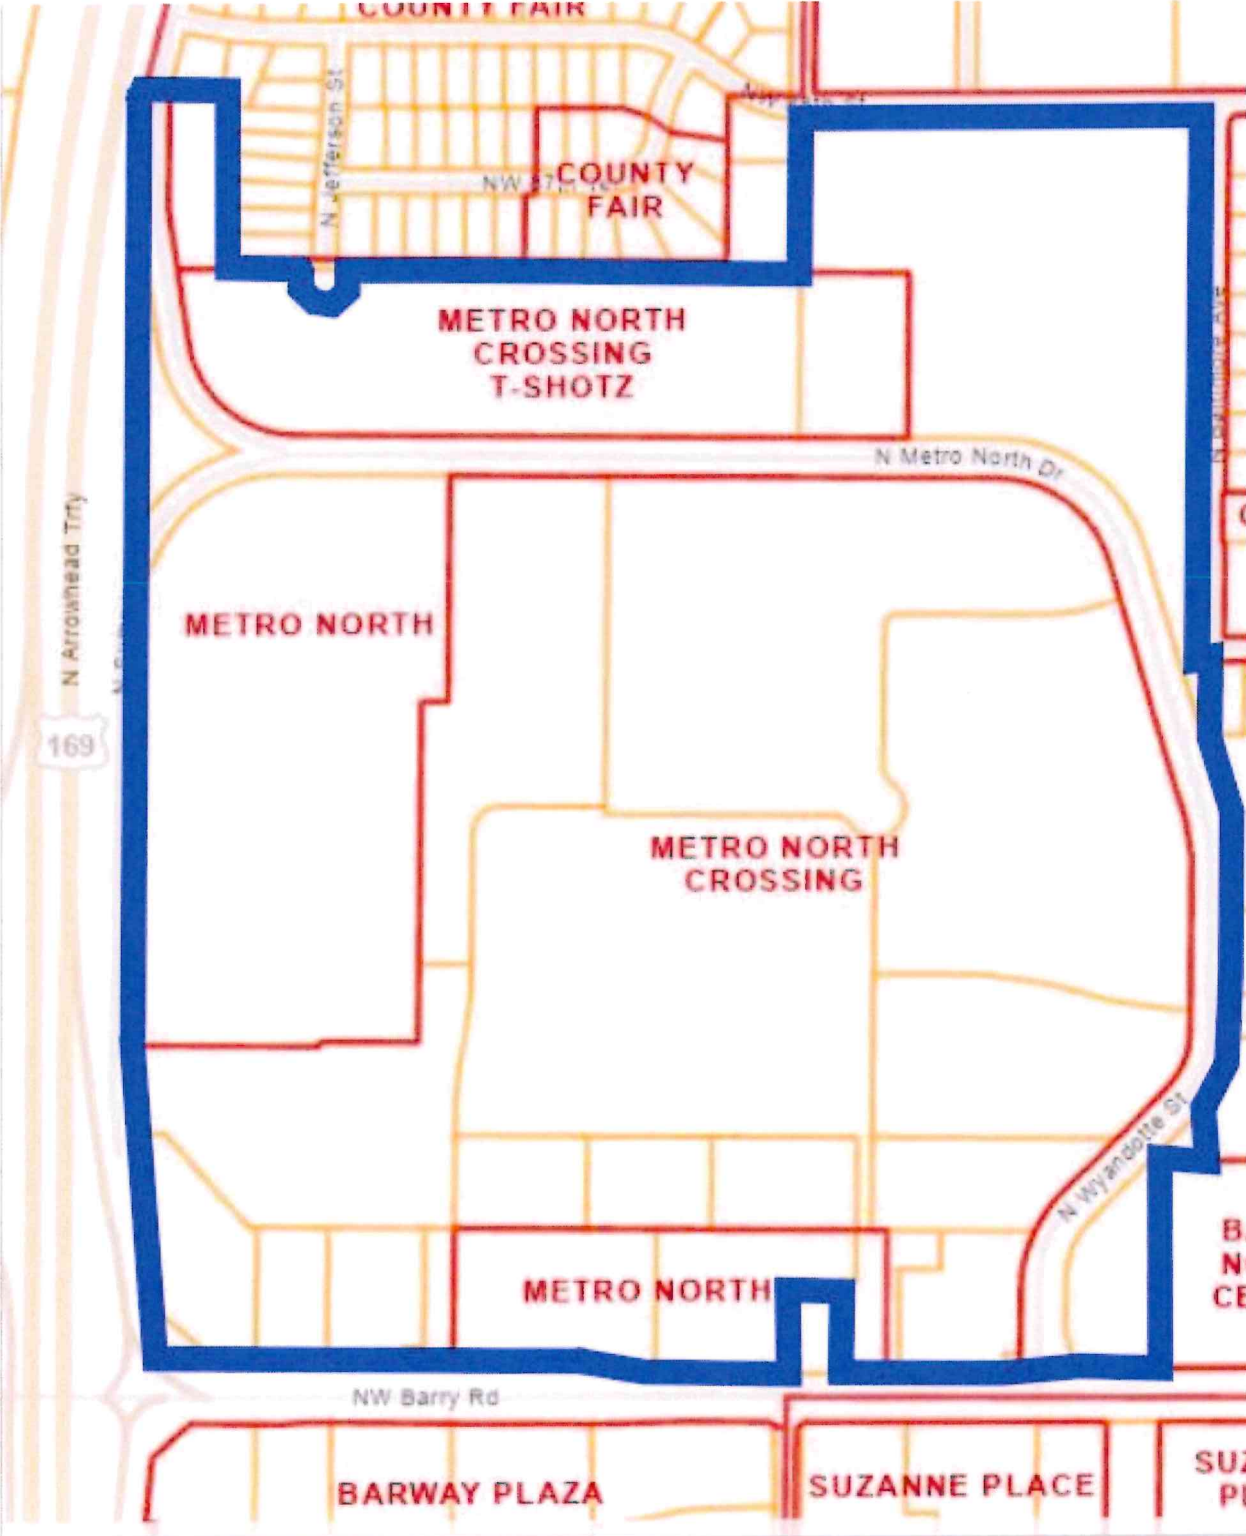 COUNTY FAIR
N Jefferson St
COUNTY
FAIR
METRO NORTH
CROSSING
T-SHOTZ
N Metro North Dr
N Arrowhead Trfy
METRO NORTH
169
METRO NORTH
CROSSING
N Wyandotte St
METRO NORTH
NW Barry Rd
BARWAY PLAZA
SUZANNE PLACE